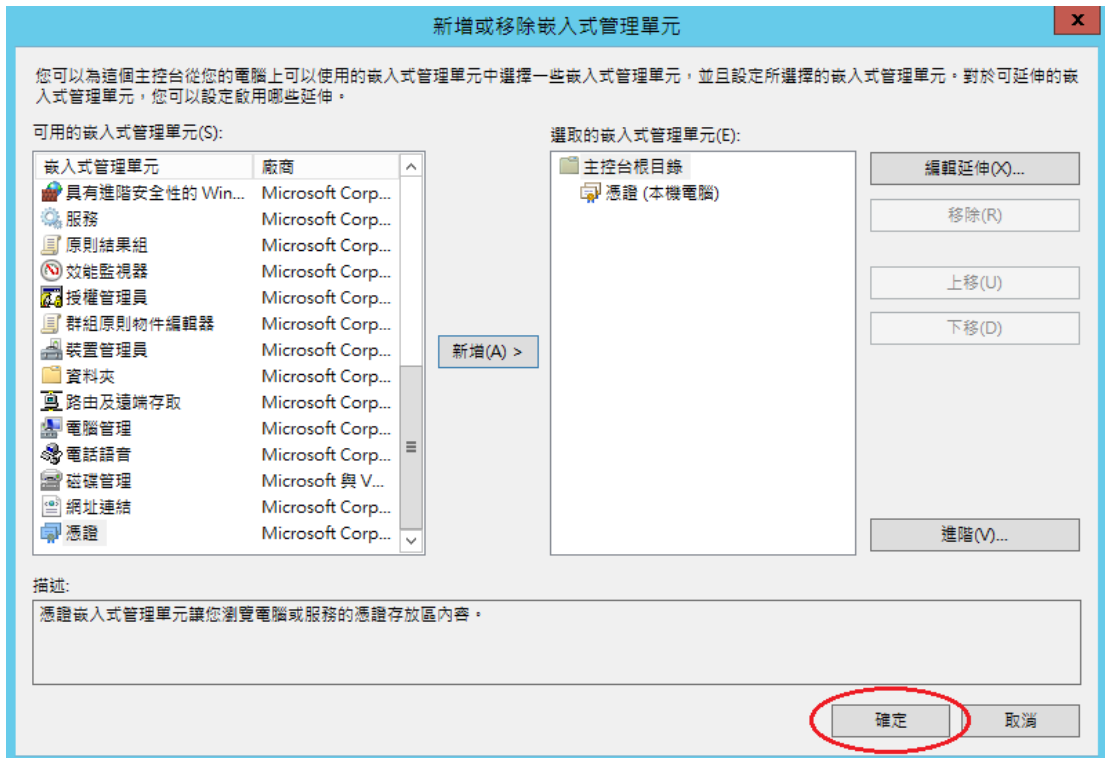 新增或移除嵌入式管理單元
x
您可以為這個主控台從您的電腦上可以使用的嵌入式管理單元中選擇一些嵌入式管理單元，並且設定所選擇的嵌入式管理單元。對於可延伸的嵌
入式管理單元，您可以設定啟用哪些延伸。
可用的嵌入式管理單元(S):
嵌入式管理單元 廠商
具有進階安全性的 Win... Microsoft Corp...
服務 Microsoft Corp...
原則結果組 Microsoft Corp...
效能監視器 Microsoft Corp...
授權管理員 Microsoft Corp...
群組原則物件編輯器 Microsoft Corp...
裝置管理員 Microsoft Corp...
資料夾 Microsoft Corp...
路由及遠端存取 Microsoft Corp...
電腦管理 Microsoft Corp...
電話語音 Microsoft Corp...
磁碟管理 Microsoft 與 V...
網址連結 Microsoft Corp...
憑證 Microsoft Corp...
新增(A) >
選取的嵌入式管理單元(E):
主控台根目錄
憑證 (本機電腦)
編輯延伸(X)...
移除(R)
上移(U)
下移(D)
進階(V)...
描述:
憑證嵌入式管理單元讓您瀏覽電腦或服務的憑證存放區內容。
確定
取消